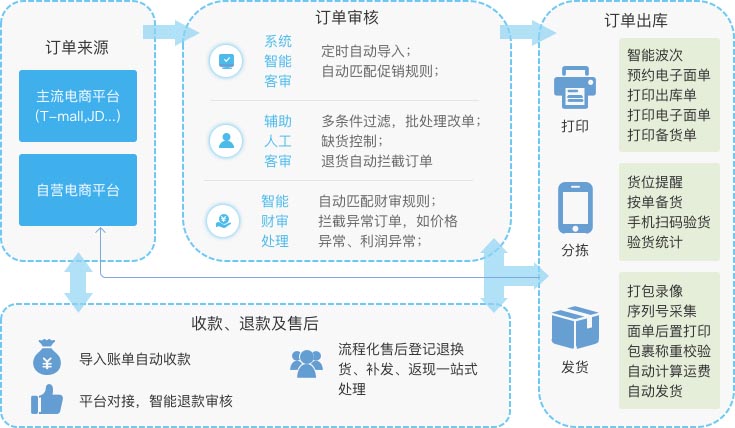 订单来源
主流电商平台
(T-mall,JD...)
自营电商平台
订单审核
系统
智能
客审
定时自动导入；
自动匹配促销规则；
辅助
人工
客审
多条件过滤，批处理改单；
缺货控制；
退货自动拦截订单
智能
财审
处理
自动匹配财审规则；
拦截异常订单，如价格
异常、利润异常；
订单出库
打印
智能波次
预约电子面单
打印出库单
打印电子面单
打印备货单
分拣
货位提醒
按单备货
手机扫码验货
验货统计
发货
打包录像
序列号采集
面单后置打印
包裹称重校验
自动计算运费
自动发货
收款、退款及售后
导入账单自动收款
平台对接，智能退款审核
流程化售后登记退换
货、补发、返现一站式
处理